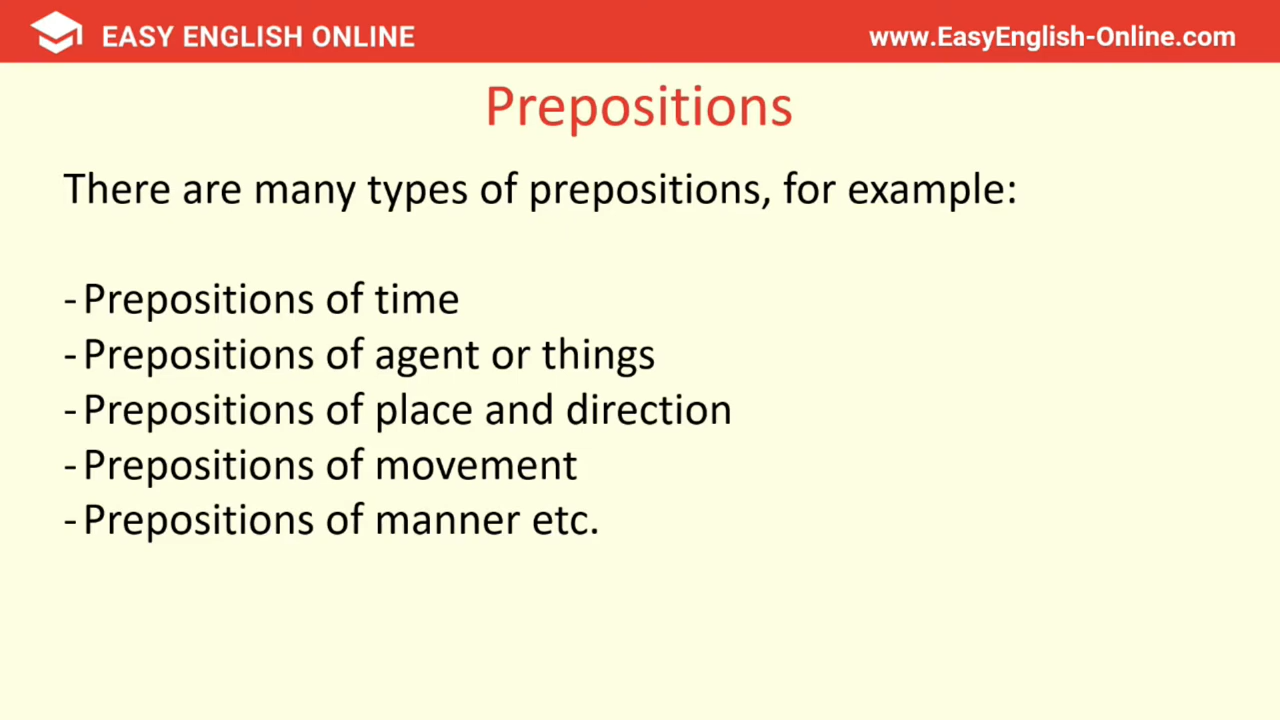 EASY ENGLISH ONLINE
www.EasyEnglish-Online.com
Prepositions
There are many types of prepositions, for example:
- Prepositions of time
- Prepositions of agent or things
- Prepositions of place and direction
- Prepositions of movement
- Prepositions of manner etc.